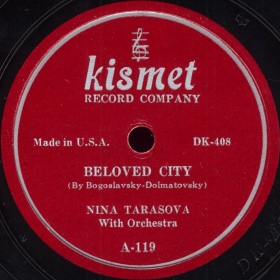 kismet
RECORD COMPANY
Made in U.S.A. DK-408
BELOVED CITY
(By Bogoslavsky-Dolmatovsky)
NINA TARASOVA
With Orchestra
A-119